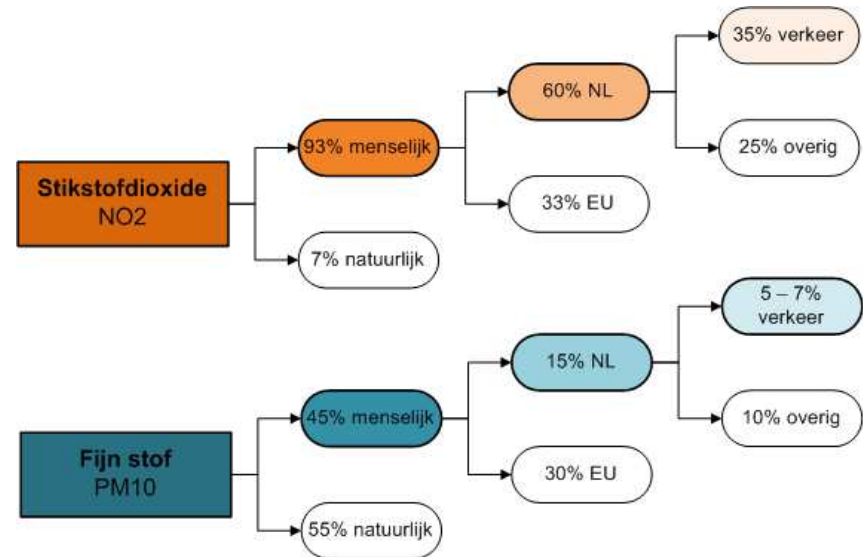 Stikstofdioxide
NO2
93% menselijk
7% natuurlijk
60% NL
33% EU
35% verkeer
25% overig
Fijn stof
PM10
45% menselijk
55% natuurlijk
15% NL
30% EU
5 – 7%
verkeer
10% overig